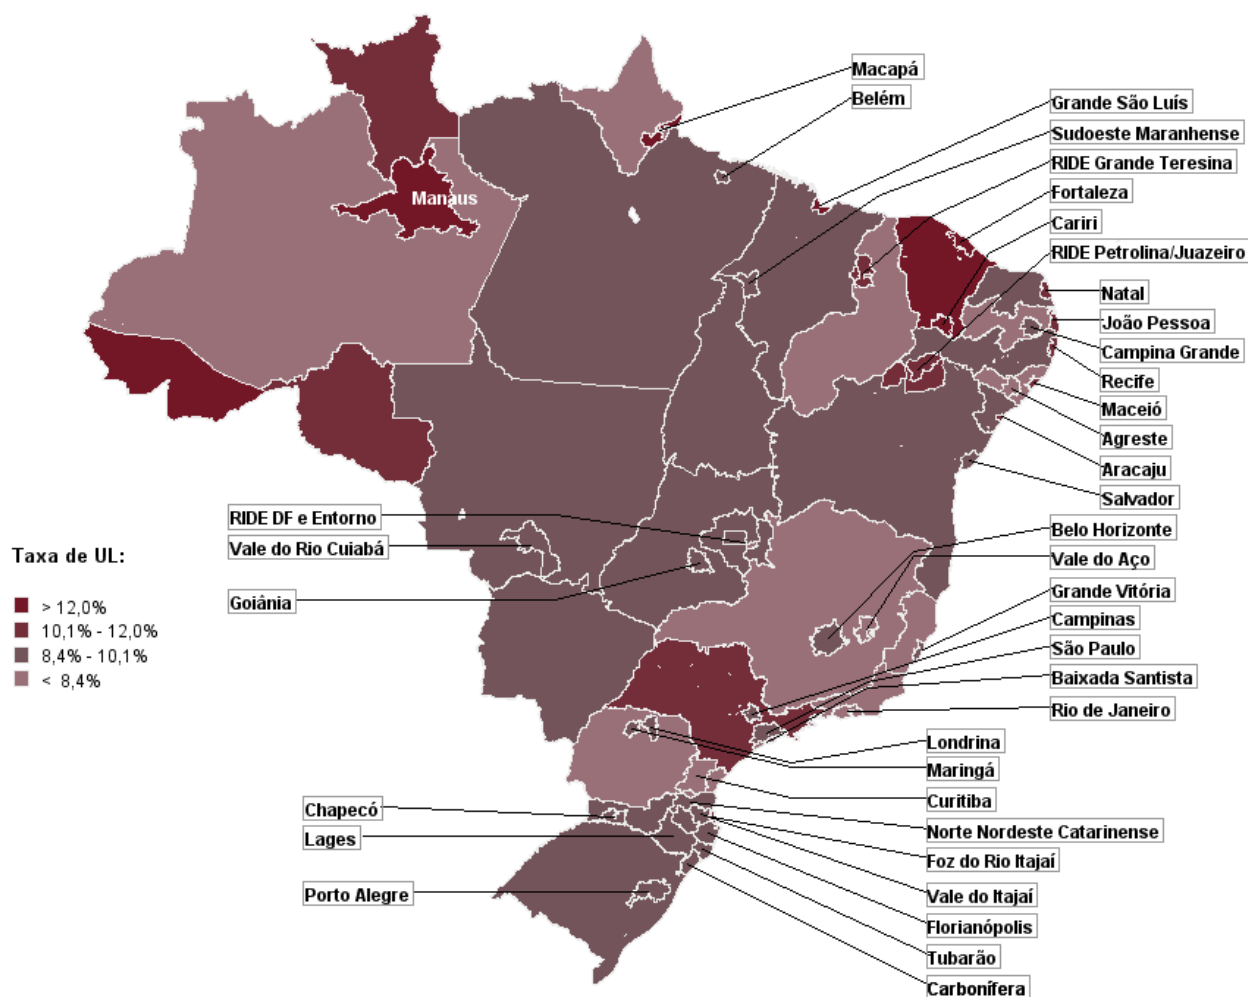 Macapá
Belém
Grande São Luís
Sudoeste Maranhense
RIDE Grande Teresina
Fortaleza
Cariri
RIDE Petrolina/Juazeiro
Manaus
Natal
João Pessoa
Campina Grande
Recife
Maceió
Agreste
Aracaju
Salvador
RIDE DF e Entorno
Vale do Rio Cuiabá
Goiânia
Belo Horizonte
Vale do Aço
Grande Vitória
Campinas
São Paulo
Baixada Santista
Rio de Janeiro
Taxa de UL:
> 12,0%
10,1% - 12,0%
8,4% - 10,1%
< 8,4%
Londrina
Maringá
Curitiba
Chapecó
Lages
Porto Alegre
Norte Nordeste Catarinense
Foz do Rio Itajaí
Vale do Itajaí
Florianópolis
Tubarão
Carbonífera